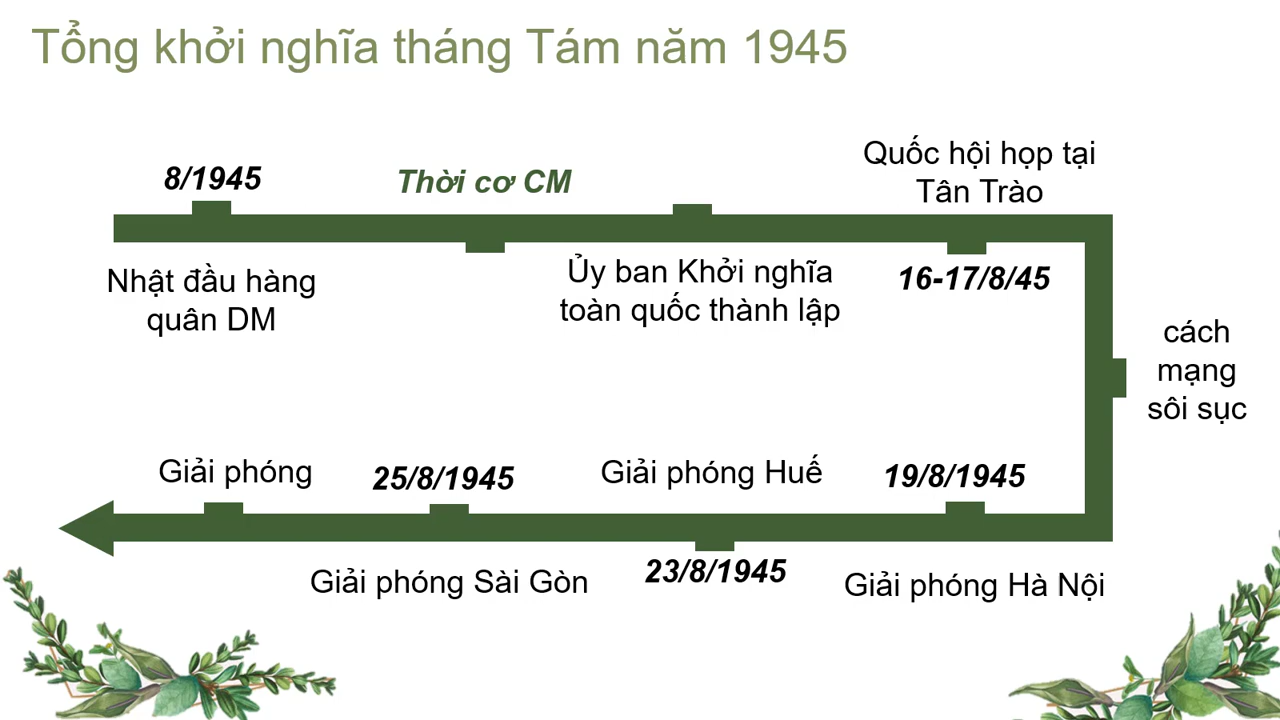 Tổng khởi nghĩa tháng Tám năm 1945
8/1945
Nhật đầu hàng
quân DM
Thời cơ CM
Ủy ban Khởi nghĩa
toàn quốc thành lập
Quốc hội họp tại
Tân Trào
16-17/8/45
cách
mạng
sôi sục
19/8/1945
Giải phóng Hà Nội
Giải phóng Huế
23/8/1945
25/8/1945
Giải phóng Sài Gòn
Giải phóng